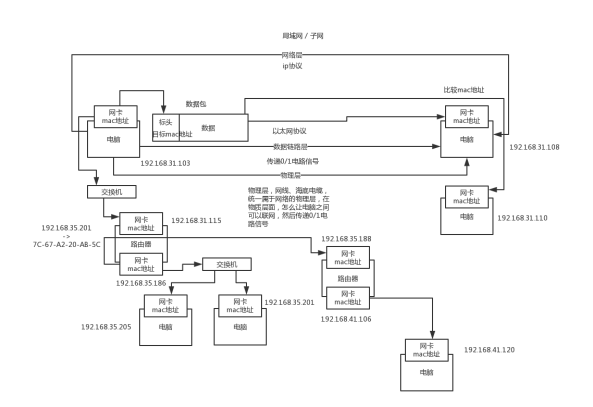 局域网 / 子网
网络层
ip协议
比较mac地址
网卡
mac地址
电脑
192.168.31.103
数据包
标头
目标mac地址
数据
以太网协议
数据链路层
传递0/1电路信号
物理层
网卡
mac地址
电脑
192.168.31.108
物理层，网线、海底电缆，
统一属于网络的物理层，在
物质层面，怎么让电脑之间
可以联网，然后传递0/1电
路信号
网卡
mac地址
电脑
192.168.31.110
交换机
192.168.35.201
->
7C-67-A2-20-AB-5C
网卡
mac地址
192.168.31.115
路由器
网卡
mac地址
192.168.35.186
交换机
192.168.35.188
网卡
mac地址
路由器
网卡
mac地址
192.168.41.106
192.168.35.205
网卡
mac地址
电脑
网卡
mac地址
电脑
192.168.35.201
网卡
mac地址
电脑
192.168.41.120